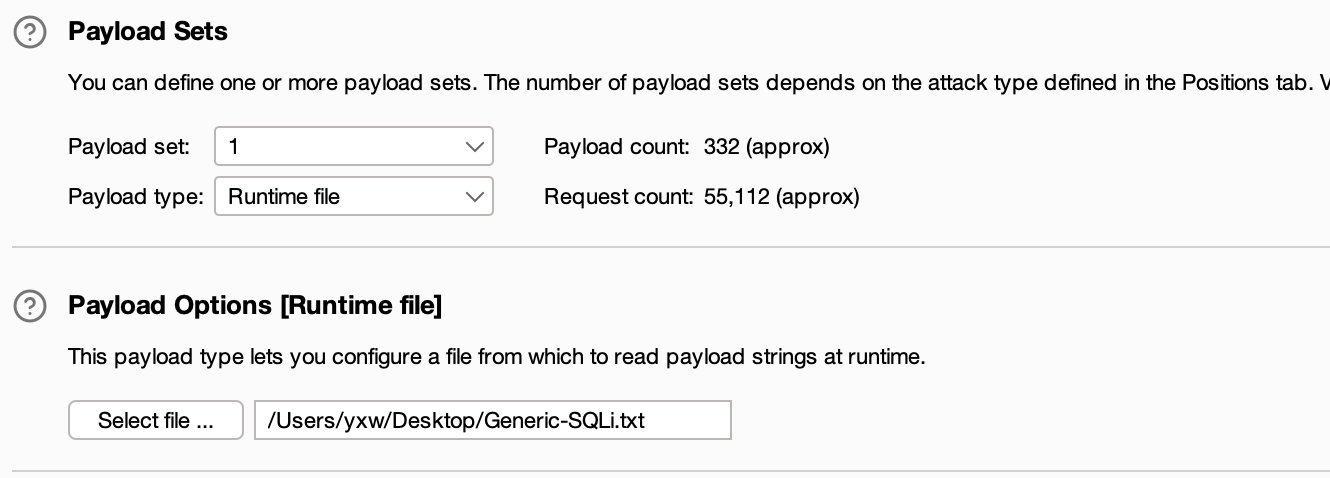 Payload Sets
You can define one or more payload sets. The number of payload sets depends on the attack type defined in the Positions tab. V
Payload set: 1 Payload count: 332 (approx)
Payload type: Runtime file Request count: 55,112 (approx)
Payload Options [Runtime file]
This payload type lets you configure a file from which to read payload strings at runtime.
Select file ... /Users/yxw/Desktop/Generic-SQLi.txt